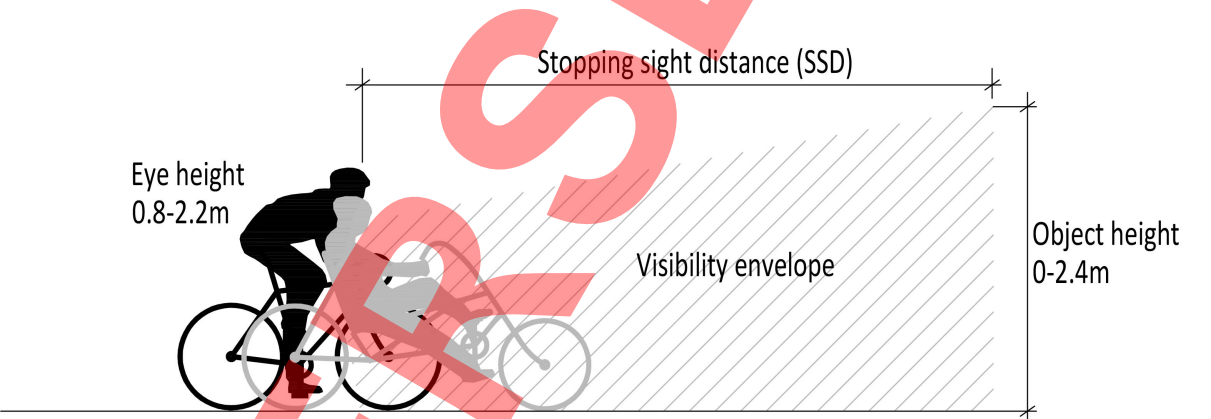 Stopping sight distance (SSD)
Eye height
0.8-2.2m
Visibility envelope
Object height
0-2.4m